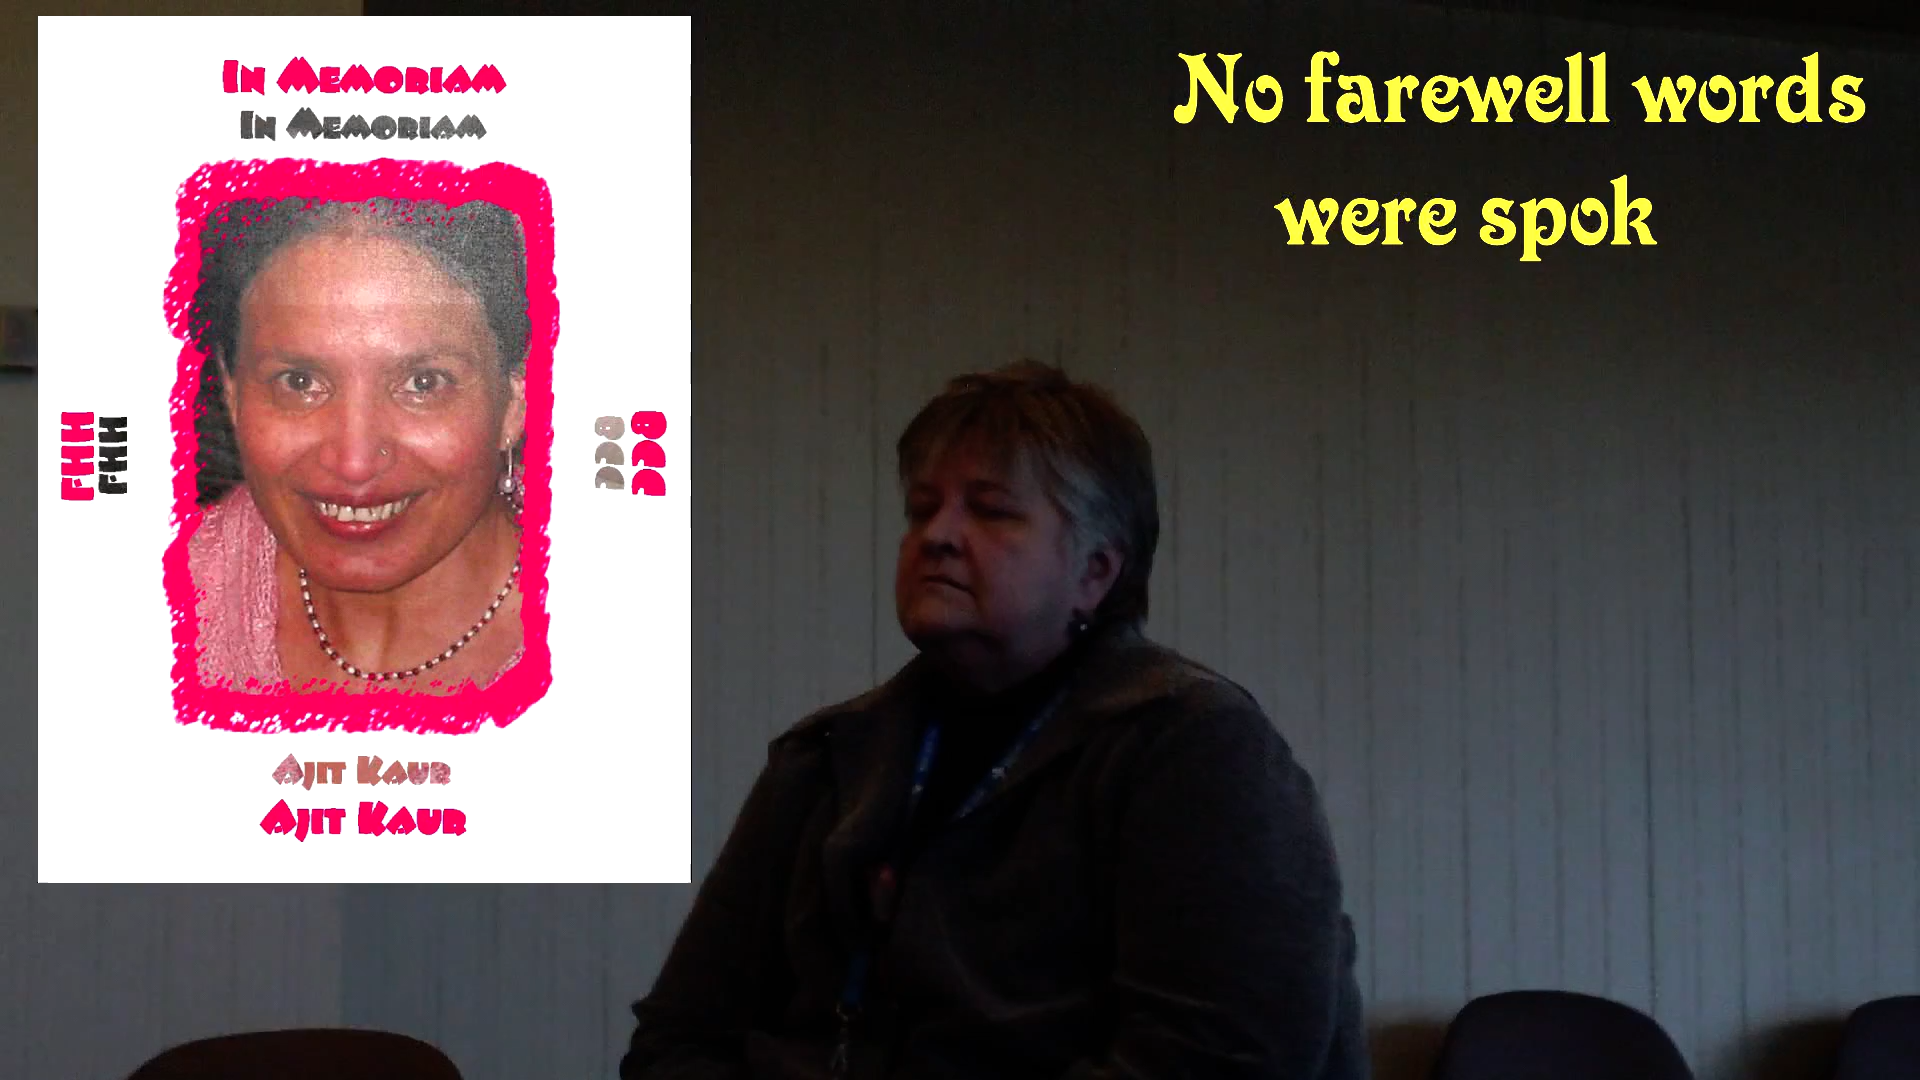 In Memoriam
In Memoriam
FHH
FHH
BCC
BCC
Ajit Kaur
Ajit Kaur
No farewell words
were spok